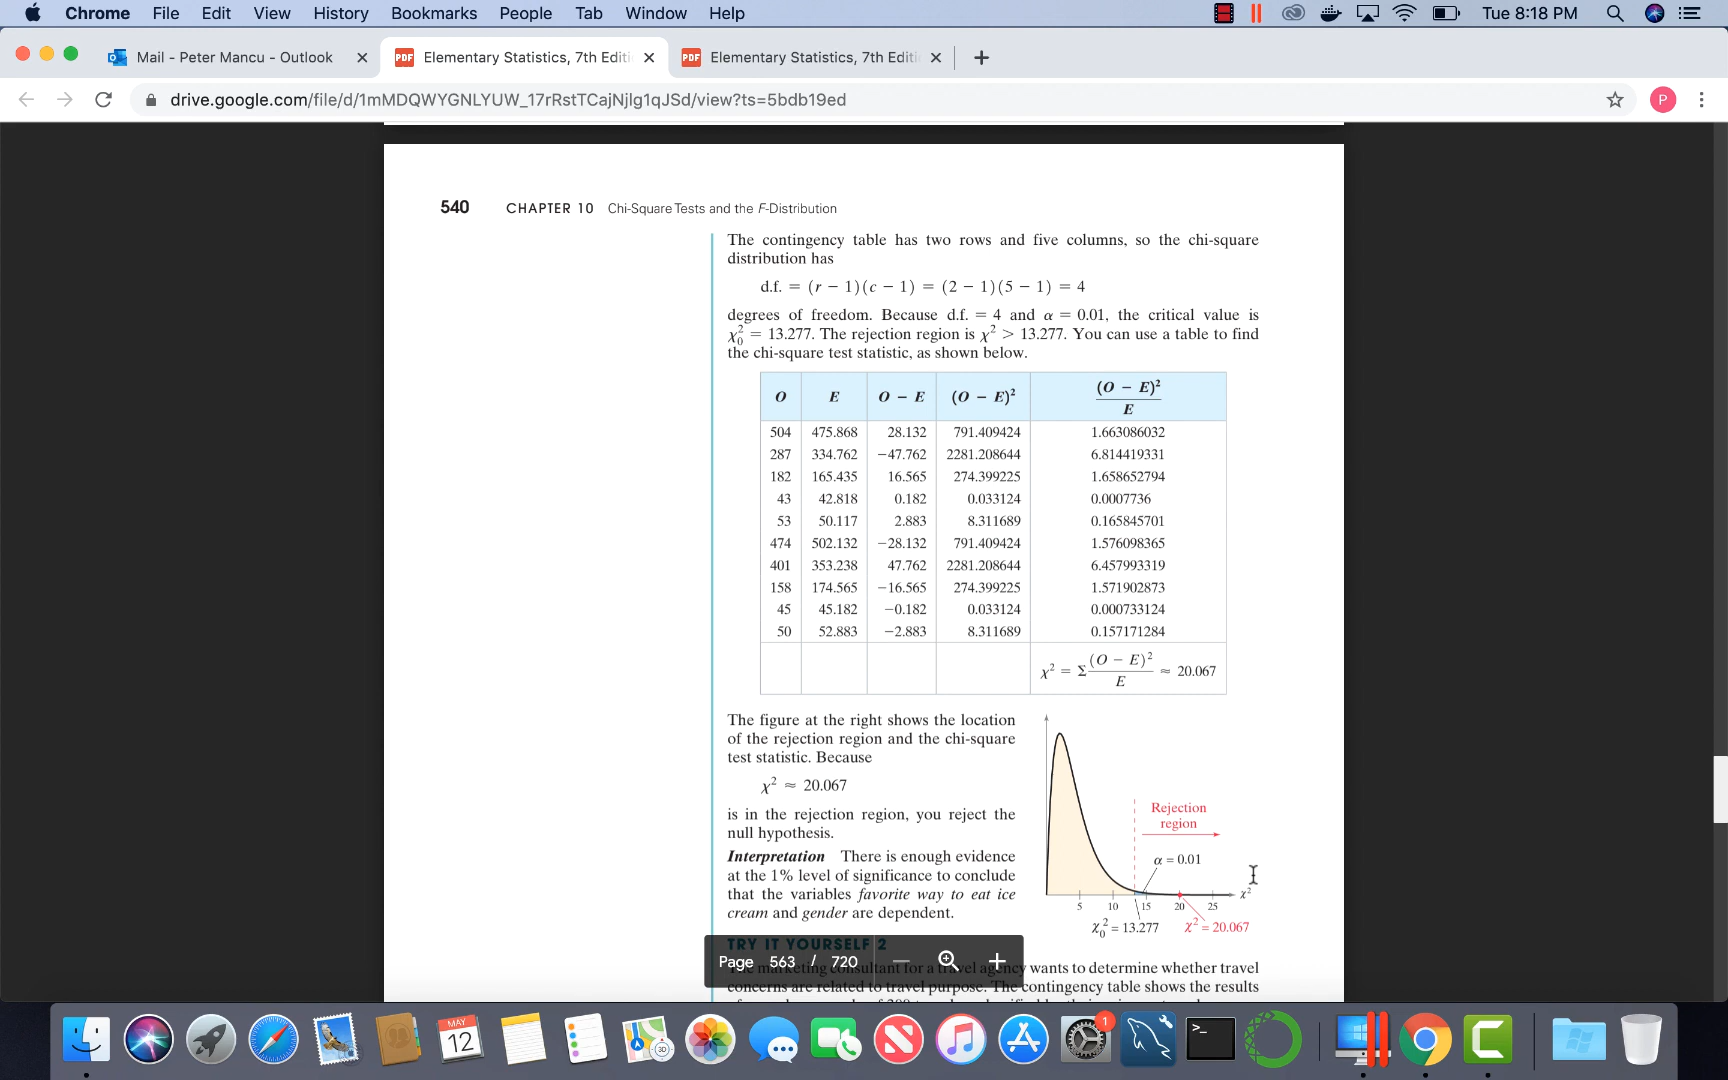 Chrome File Edit View History Bookmarks People Tab Window Help Tue 8:18 PM
Mail - Peter Mancu - Outlook
PDF Elementary Statistics, 7th Editi
PDF Elementary Statistics, 7th Editi
drive.google.com/file/d/1mMDQWYGNLYUW_17rRstTCajNjlg1qJSd/view?ts=5bdb19ed
P
540 CHAPTER 10 Chi-Square Tests and the F-Distribution
The contingency table has two rows and five columns, so the chi-square
distribution has
d.f. = (r − 1)(c − 1) = (2 − 1)(5 − 1) = 4
degrees of freedom. Because d.f. = 4 and α = 0.01, the critical value is
χ₀² = 13.277. The rejection region is χ² > 13.277. You can use a table to find
the chi-square test statistic, as shown below.
O E O − E (O − E)² (O − E)²/E
504 475.868 28.132 791.409424 1.663086032
287 334.762 −47.762 2281.208644 6.814419331
182 165.435 16.565 274.399225 1.658652794
43 42.818 0.182 0.033124 0.0007736
53 50.117 2.883 8.311689 0.165845701
474 502.132 −28.132 791.409424 1.576098365
401 353.238 47.762 2281.208644 6.457993319
158 174.565 −16.565 274.399225 1.571902873
45 45.182 −0.182 0.033124 0.000733124
50 52.883 −2.883 8.311689 0.157171284
χ² = Σ (O − E)²/E ≈ 20.067
The figure at the right shows the location
of the rejection region and the chi-square
test statistic. Because
χ² ≈ 20.067
is in the rejection region, you reject the
null hypothesis.
Interpretation There is enough evidence
at the 1% level of significance to conclude
that the variables favorite way to eat ice
cream and gender are dependent.
Rejection
region
α = 0.01
χ²
5 10 15 20 25
χ₀² = 13.277 χ² = 20.067
TRY IT YOURSELF 2
Page 563 / 720
marketing consultant for a travel agency wants to determine whether travel
concerns are related to travel purpose. The contingency table shows the results
MAY
12
3D
1
>_